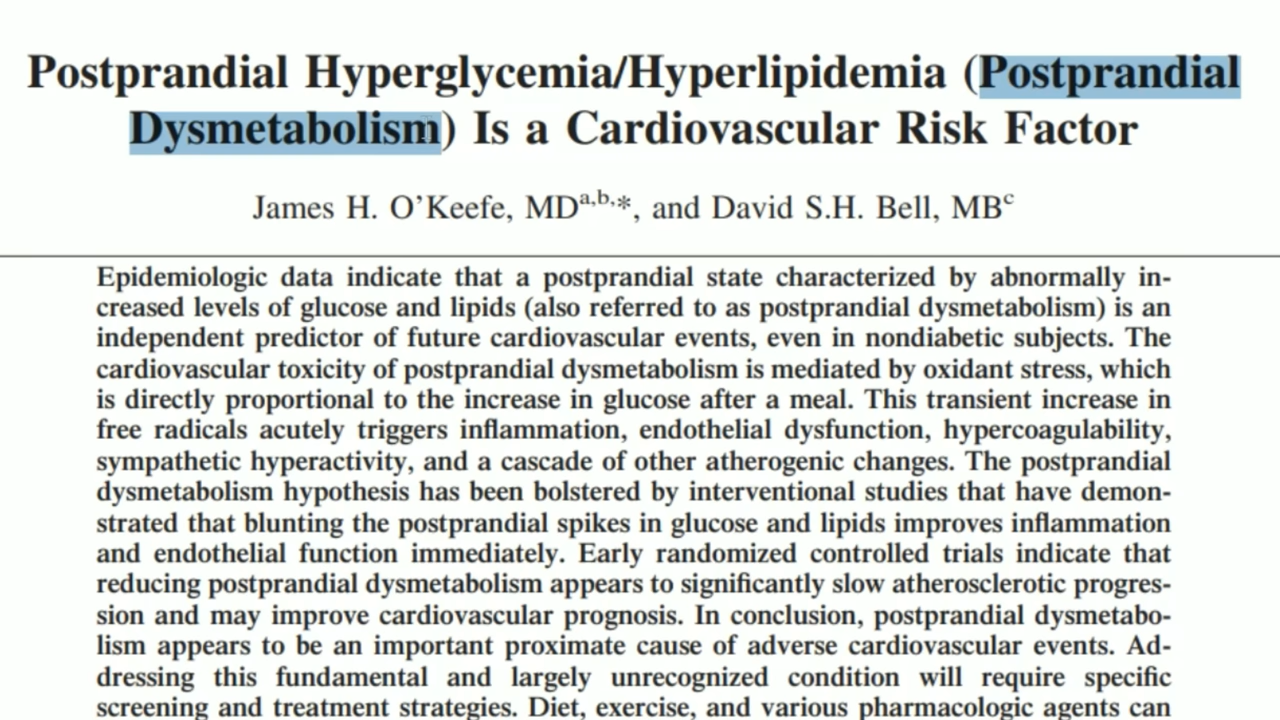 Postprandial Hyperglycemia/Hyperlipidemia (Postprandial
Dysmetabolism) Is a Cardiovascular Risk Factor
James H. O’Keefe, MDa,b,*, and David S.H. Bell, MBc
Epidemiologic data indicate that a postprandial state characterized by abnormally in-
creased levels of glucose and lipids (also referred to as postprandial dysmetabolism) is an
independent predictor of future cardiovascular events, even in nondiabetic subjects. The
cardiovascular toxicity of postprandial dysmetabolism is mediated by oxidant stress, which
is directly proportional to the increase in glucose after a meal. This transient increase in
free radicals acutely triggers inflammation, endothelial dysfunction, hypercoagulability,
sympathetic hyperactivity, and a cascade of other atherogenic changes. The postprandial
dysmetabolism hypothesis has been bolstered by interventional studies that have demon-
strated that blunting the postprandial spikes in glucose and lipids improves inflammation
and endothelial function immediately. Early randomized controlled trials indicate that
reducing postprandial dysmetabolism appears to significantly slow atherosclerotic progres-
sion and may improve cardiovascular prognosis. In conclusion, postprandial dysmetabo-
lism appears to be an important proximate cause of adverse cardiovascular events. Ad-
dressing this fundamental and largely unrecognized condition will require specific
screening and treatment strategies. Diet, exercise, and various pharmacologic agents can